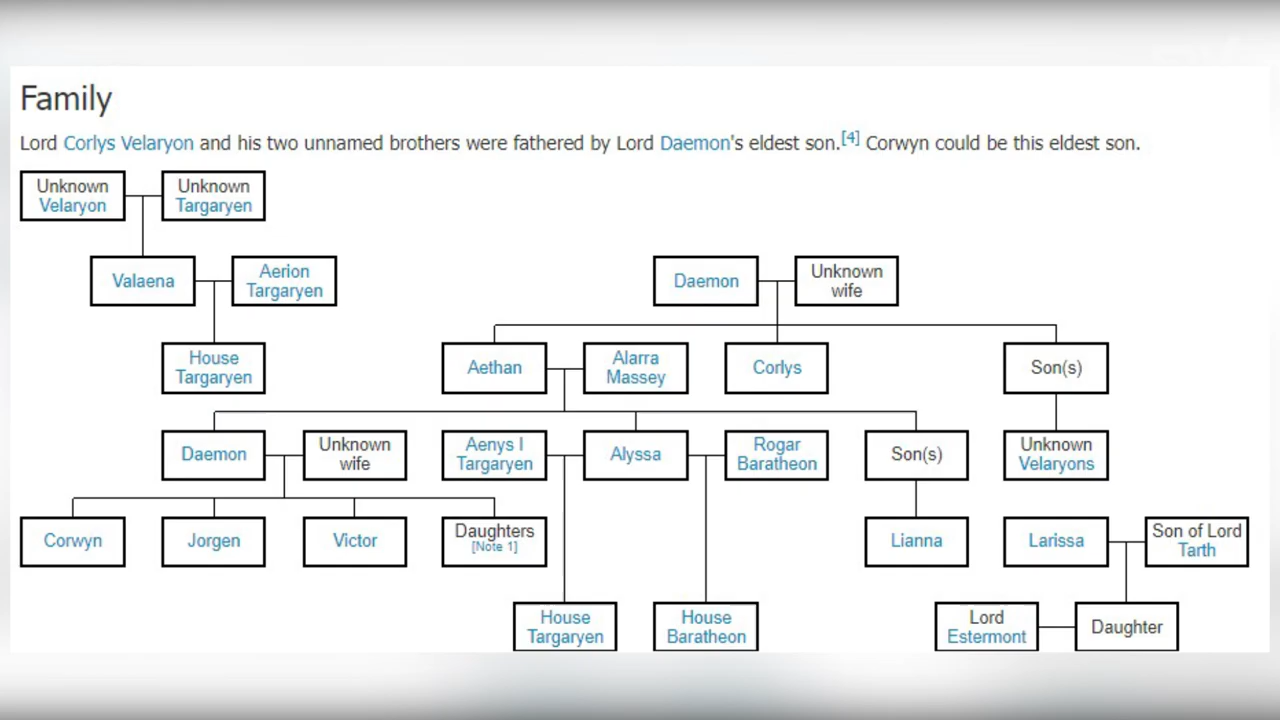 Family
Lord Corlys Velaryon and his two unnamed brothers were fathered by Lord Daemon's eldest son.[4] Corwyn could be this eldest son.
Unknown
Velaryon
Unknown
Targaryen
Valaena
Aerion
Targaryen
Daemon
Unknown
wife
House
Targaryen
Aethan
Alarra
Massey
Corlys
Son(s)
Daemon
Unknown
wife
Aenys I
Targaryen
Alyssa
Rogar
Baratheon
Son(s)
Unknown
Velaryons
Corwyn
Jorgen
Victor
Daughters
[Note 1]
Lianna
Larissa
Son of Lord
Tarth
House
Targaryen
House
Baratheon
Lord
Estermont
Daughter